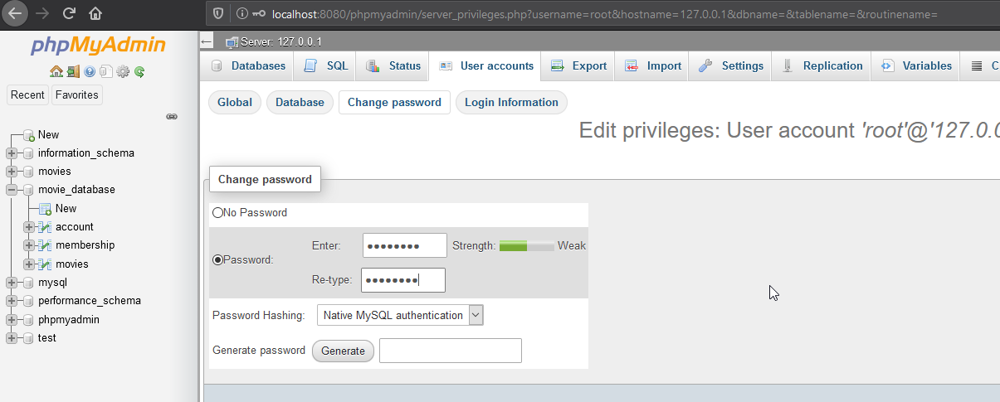 localhost:8080/phpmyadmin/server_privileges.php?username=root&hostname=127.0.0.1&dbname=&tablename=&routinename=
phpMyAdmin
Recent Favorites
New
information_schema
movies
movie_database
New
account
membership
movies
mysql
performance_schema
phpmyadmin
test
Server: 127.0.0.1
Databases SQL Status User accounts Export Import Settings Replication Variables C
Global Database Change password Login Information
Edit privileges: User account 'root'@'127.0.0
Change password
No Password
Password:
Enter: •••••••• Strength: Weak
Re-type: ••••••••
Password Hashing: Native MySQL authentication
Generate password Generate